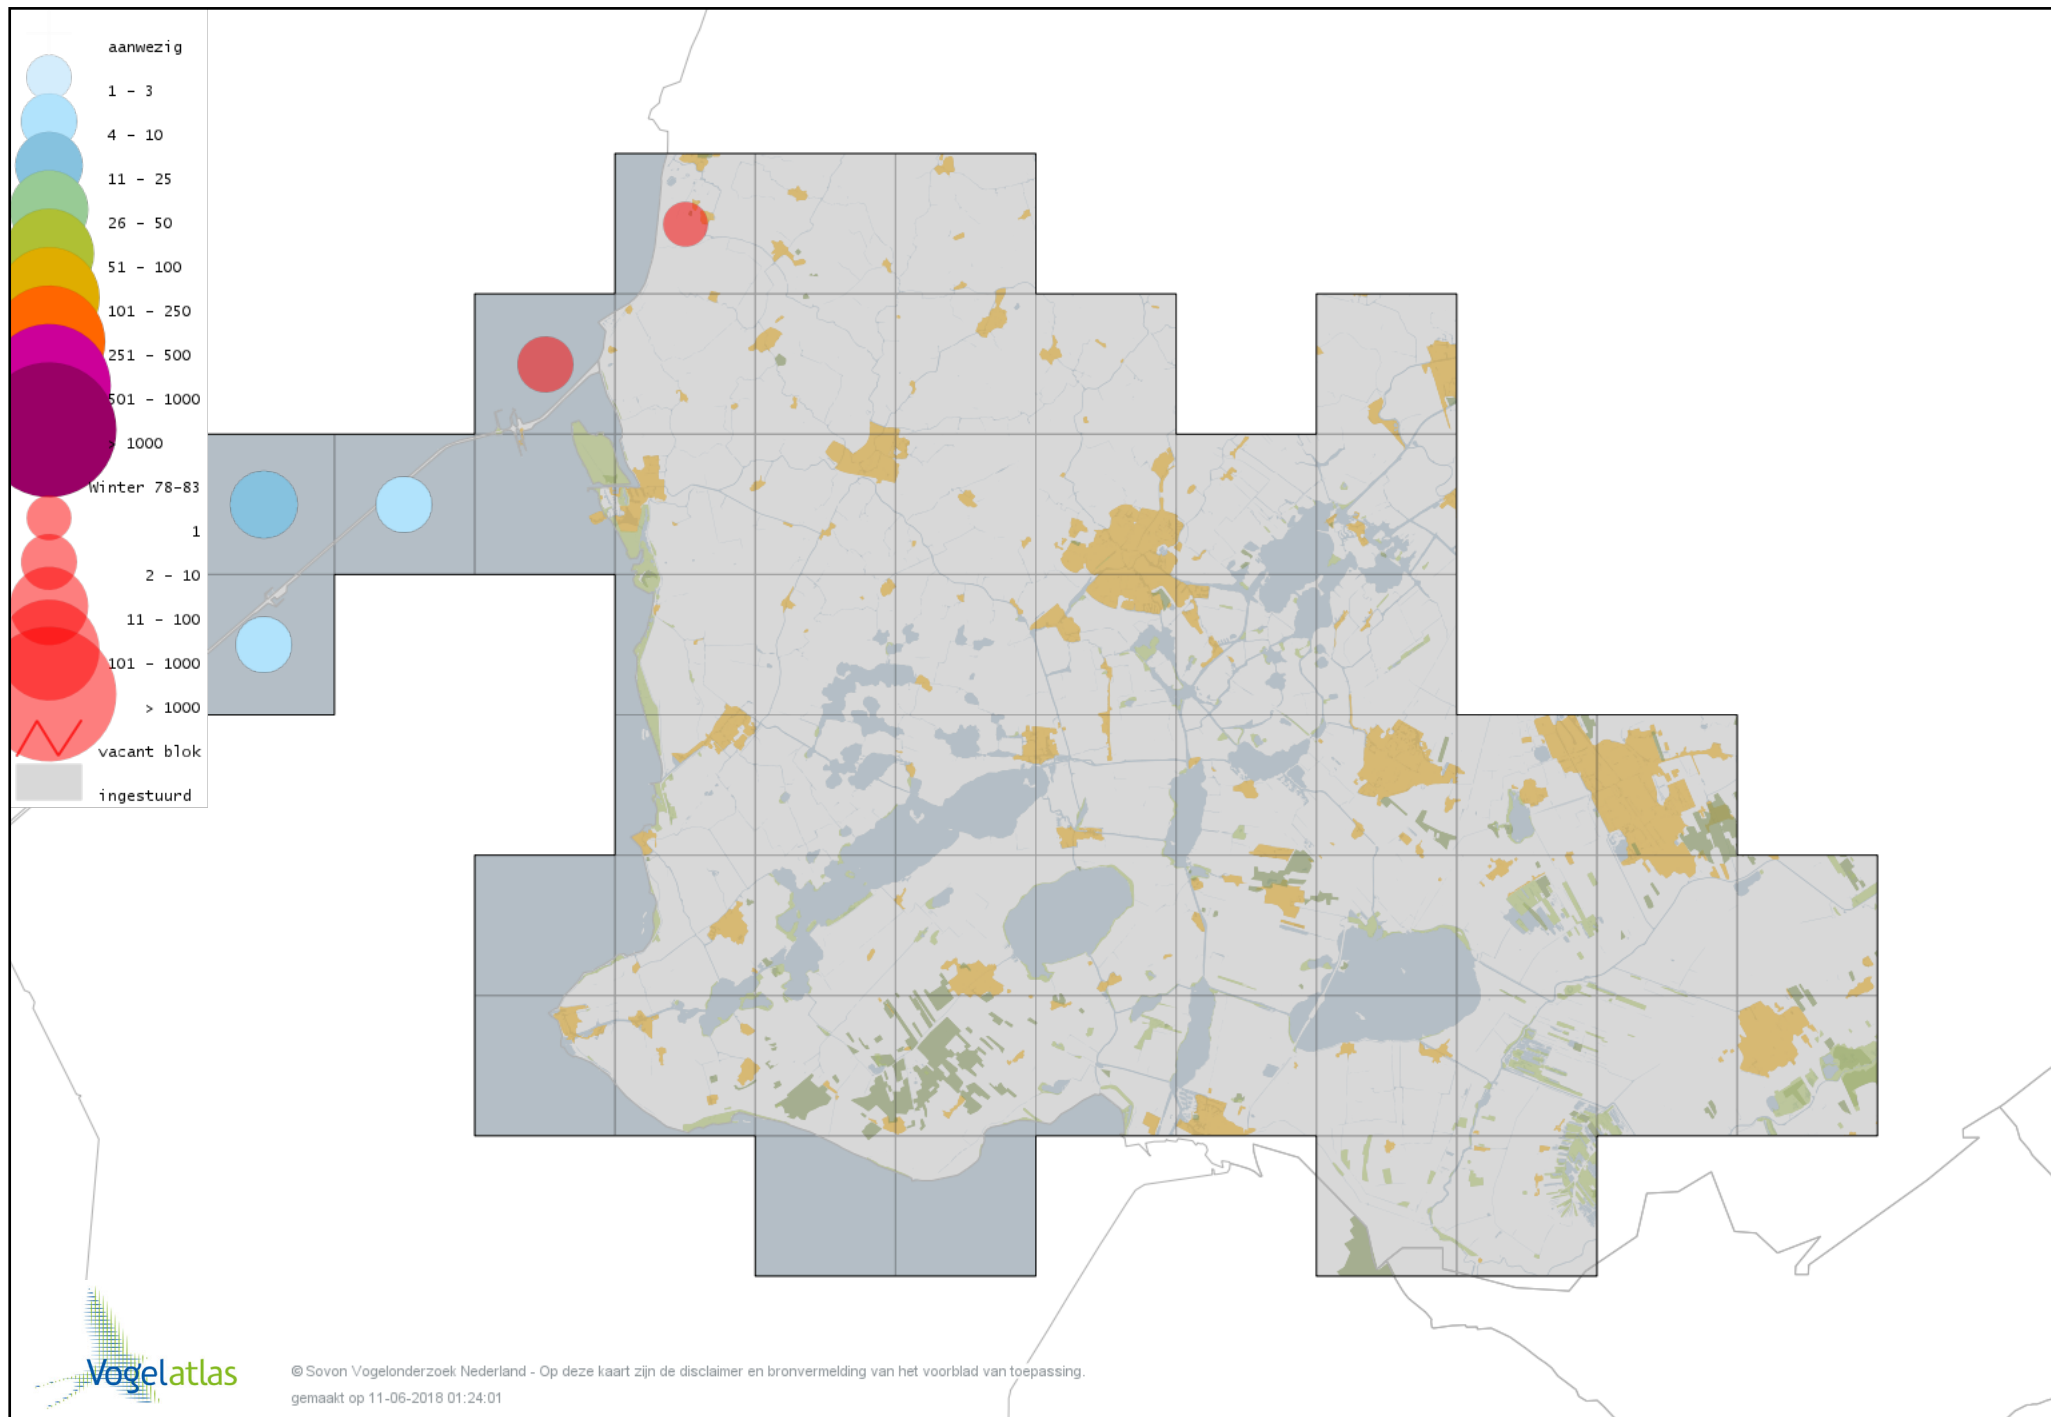 aanwezig
1 - 3
4 - 10
11 - 25
26 - 50
51 - 100
101 - 250
251 - 500
501 - 1000
> 1000
Winter 78-83
1
2 - 10
11 - 100
101 - 1000
> 1000
vacant blok
ingestuurd
Vogelatlas
© Sovon Vogelonderzoek Nederland - Op deze kaart zijn de disclaimer en bronvermelding van het voorblad van toepassing.
gemaakt op 11-06-2018 01:24:01